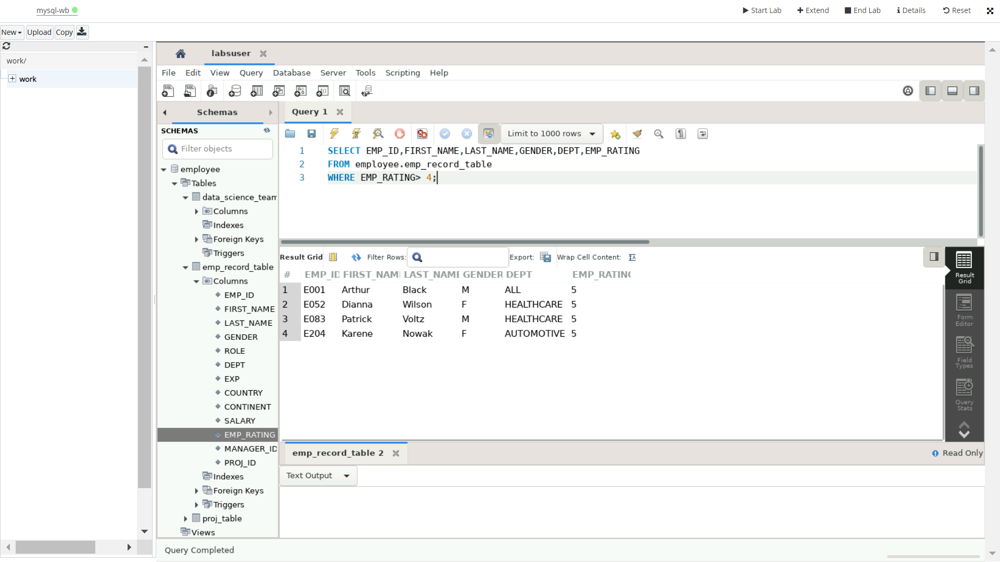 mysql-wb
Start Lab Extend End Lab Details Reset
New Upload Copy
work/
work
labsuser
File Edit View Query Database Server Tools Scripting Help
Schemas
Query 1
SCHEMAS
Filter objects
employee
Tables
data_science_team
Columns
Indexes
Foreign Keys
Triggers
emp_record_table
Columns
EMP_ID
FIRST_NAME
LAST_NAME
GENDER
ROLE
DEPT
EXP
COUNTRY
CONTINENT
SALARY
EMP_RATING
MANAGER_ID
PROJ_ID
Indexes
Foreign Keys
Triggers
proj_table
Views
Limit to 1000 rows
1 SELECT EMP_ID,FIRST_NAME,LAST_NAME,GENDER,DEPT,EMP_RATING
2 FROM employee.emp_record_table
3 WHERE EMP_RATING> 4;
Result Grid Filter Rows: Export: Wrap Cell Content:
# EMP_ID FIRST_NAME LAST_NAME GENDER DEPT EMP_RATING
1 E001 Arthur Black M ALL 5
2 E052 Dianna Wilson F HEALTHCARE 5
3 E083 Patrick Voltz M HEALTHCARE 5
4 E204 Karene Nowak F AUTOMOTIVE 5
Result
Grid
Form
Editor
Field
Types
Query
Stats
emp_record_table 2
Read Only
Text Output
Query Completed